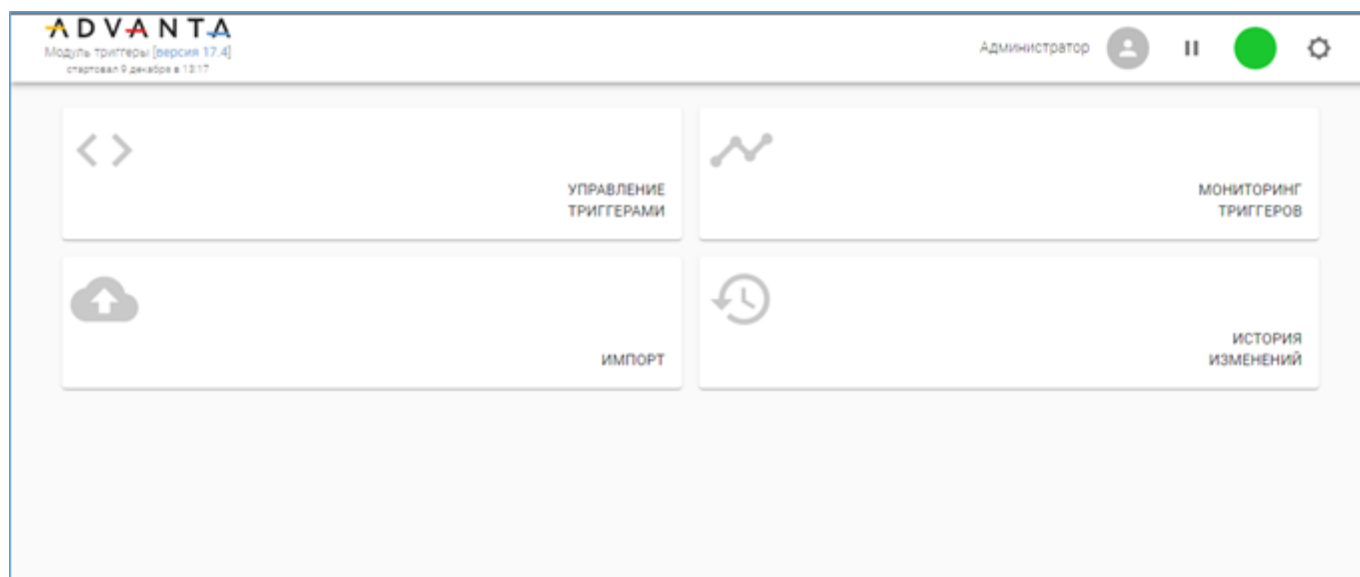 ADVANTA
Модуль триггеры [версия 17.4]
стартовал 9 декабря в 13:17
Администратор
УПРАВЛЕНИЕ
ТРИГГЕРАМИ
МОНИТОРИНГ
ТРИГГЕРОВ
ИМПОРТ
ИСТОРИЯ
ИЗМЕНЕНИЙ